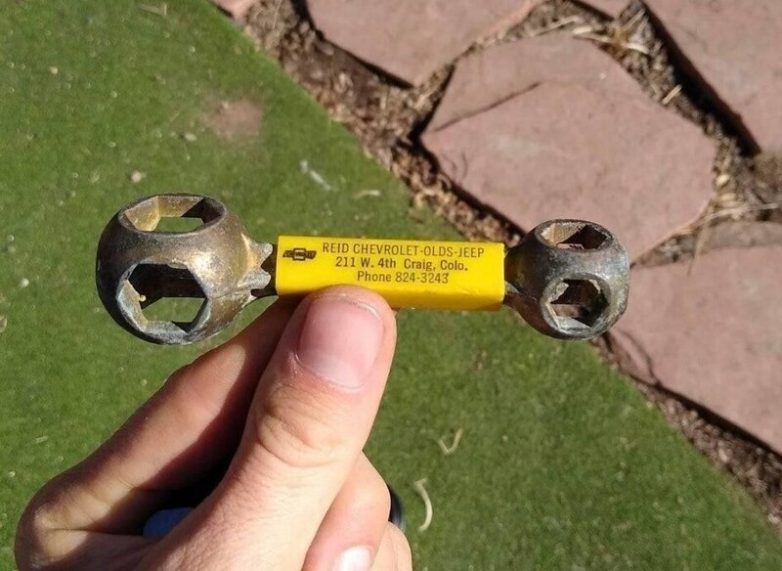 REID CHEVROLET-OLDS-JEEP
211 W. 4th Craig, Colo.
Phone 824-3243